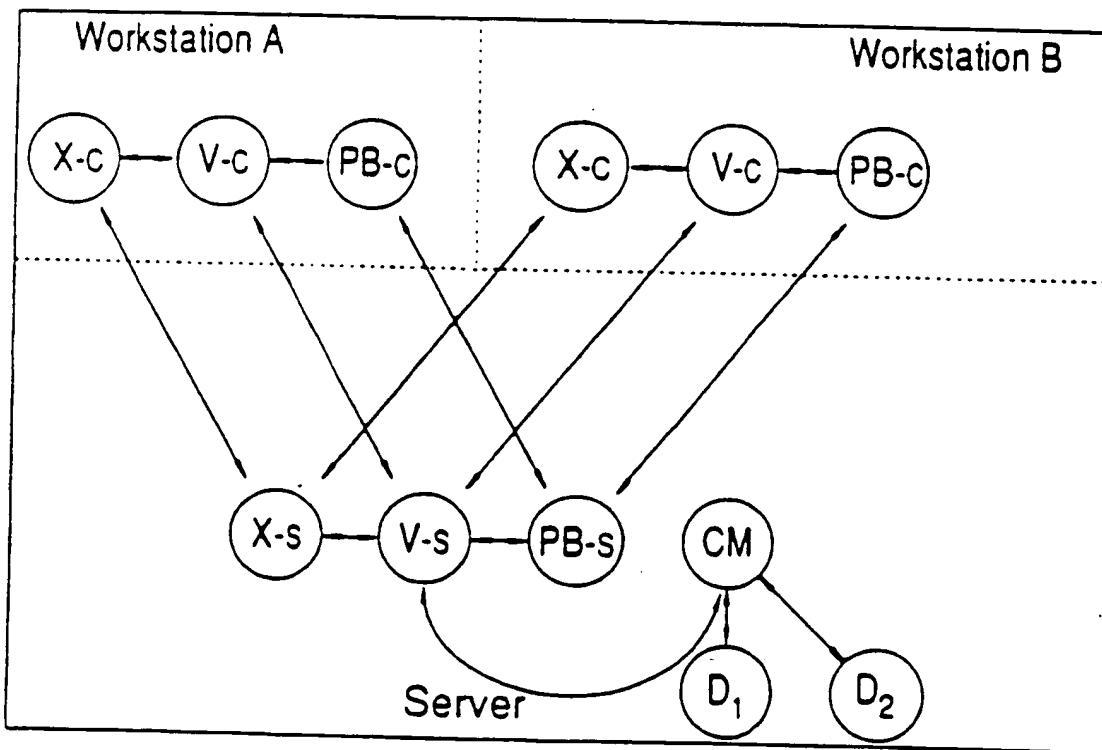 Workstation A
Workstation B
X-c V-c PB-c X-c V-c PB-c
X-s V-s PB-s CM
Server D₁ D₂